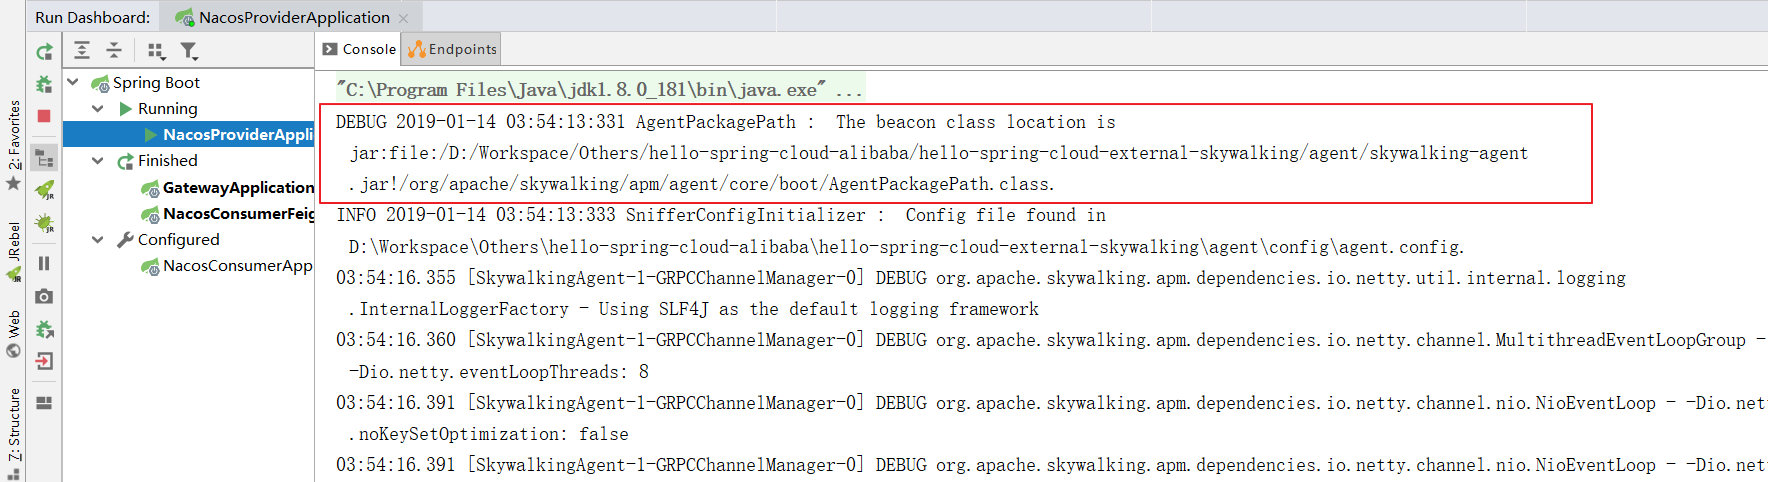 Run Dashboard:
NacosProviderApplication
Console
Endpoints
Spring Boot
Running
NacosProviderAppli
Finished
GatewayApplication
NacosConsumerFeig
Configured
NacosConsumerApp
2: Favorites
JRebel
Web
Z: Structure
"C:\Program Files\Java\jdk1.8.0_181\bin\java.exe" ...
DEBUG 2019-01-14 03:54:13:331 AgentPackagePath :  The beacon class location is
jar:file:/D:/Workspace/Others/hello-spring-cloud-alibaba/hello-spring-cloud-external-skywalking/agent/skywalking-agent
.jar!/org/apache/skywalking/apm/agent/core/boot/AgentPackagePath.class.
INFO 2019-01-14 03:54:13:333 SnifferConfigInitializer :  Config file found in
D:\Workspace\Others\hello-spring-cloud-alibaba\hello-spring-cloud-external-skywalking\agent\config\agent.config.
03:54:16.355 [SkywalkingAgent-1-GRPCChannelManager-0] DEBUG org.apache.skywalking.apm.dependencies.io.netty.util.internal.logging
.InternalLoggerFactory - Using SLF4J as the default logging framework
03:54:16.360 [SkywalkingAgent-1-GRPCChannelManager-0] DEBUG org.apache.skywalking.apm.dependencies.io.netty.channel.MultithreadEventLoopGroup -
-Dio.netty.eventLoopThreads: 8
03:54:16.391 [SkywalkingAgent-1-GRPCChannelManager-0] DEBUG org.apache.skywalking.apm.dependencies.io.netty.channel.nio.NioEventLoop - -Dio.net
.noKeySetOptimization: false
03:54:16.391 [SkywalkingAgent-1-GRPCChannelManager-0] DEBUG org.apache.skywalking.apm.dependencies.io.netty.channel.nio.NioEventLoop - -Dio.net